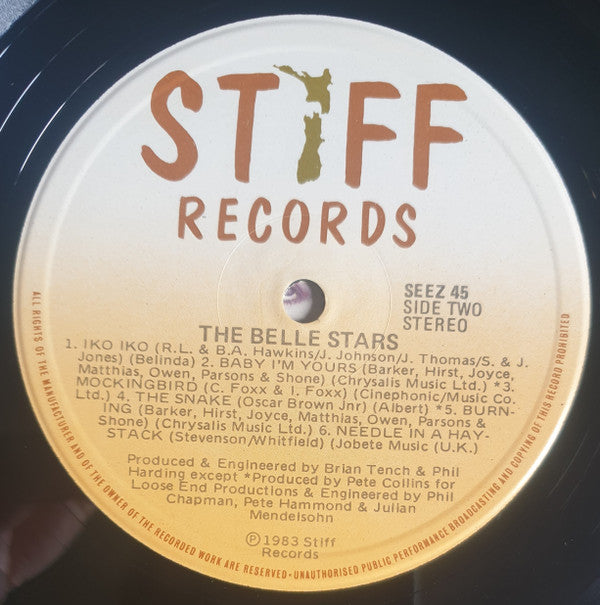 STIFF
RECORDS
SEEZ 45
SIDE TWO
STEREO
THE BELLE STARS
1. IKO IKO (R.L. & B.A. Hawkins/J. Johnson/J. Thomas/S. & J.
Jones) (Belinda) 2. BABY I'M YOURS (Barker, Hirst, Joyce,
Matthias, Owen, Parsons & Shone) (Chrysalis Music Ltd.) *3.
MOCKINGBIRD (C. Foxx & I. Foxx) (Cinephonic/Music Co.
Ltd.) 4. THE SNAKE (Oscar Brown Jnr) (Albert) *5. BURN-
ING (Barker, Hirst, Joyce, Matthias, Owen, Parsons &
Shone) (Chrysalis Music Ltd.) 6. NEEDLE IN A HAY-
STACK (Stevenson/Whitfield) (Jobete Music (U.K.)
Produced & Engineered by Brian Tench & Phil
Harding except *Produced by Pete Collins for
Loose End Productions & Engineered by Phil
Chapman, Pete Hammond & Julian
Mendelsohn
℗ 1983 Stiff
Records
ALL RIGHTS OF THE MANUFACTURER AND OF THE OWNER OF THE RECORDED WORK ARE RESERVED · UNAUTHORISED PUBLIC PERFORMANCE BROADCASTING AND COPYING OF THIS RECORD PROHIBITED